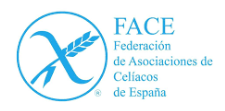 FACE
Federación
de Asociaciones de
Celíacos
de España
®